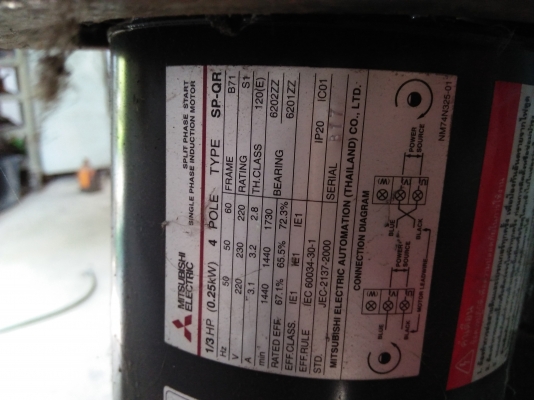 MITSUBISHI
ELECTRIC
SPLIT PHASE START
SINGLE PHASE INDUCTION MOTOR
1/3 HP (0.25kW) 4 POLE TYPE SP-QR
Hz 50 50 60 FRAME B71
V 220 230 220 RATING S1
A 3.1 3.2 2.8 TH.CLASS 120(E)
min 1440 1440 1730 BEARING 6202ZZ
RATED EFF. 67.1% 65.5% 72.3% 6201ZZ
EFF.CLASS. IE1 IE1 IE1
EFF.RULE IEC 60034-30-1 IP20 IC01
STD. JEC-2137-2000 SERIAL
MITSUBISHI ELECTRIC AUTOMATION (THAILAND) CO., LTD.
CONNECTION DIAGRAM
BLUE BLACK
POWER SOURCE
MOTOR LEADWIRE
BLUE BLACK
POWER SOURCE
NM74N325-01